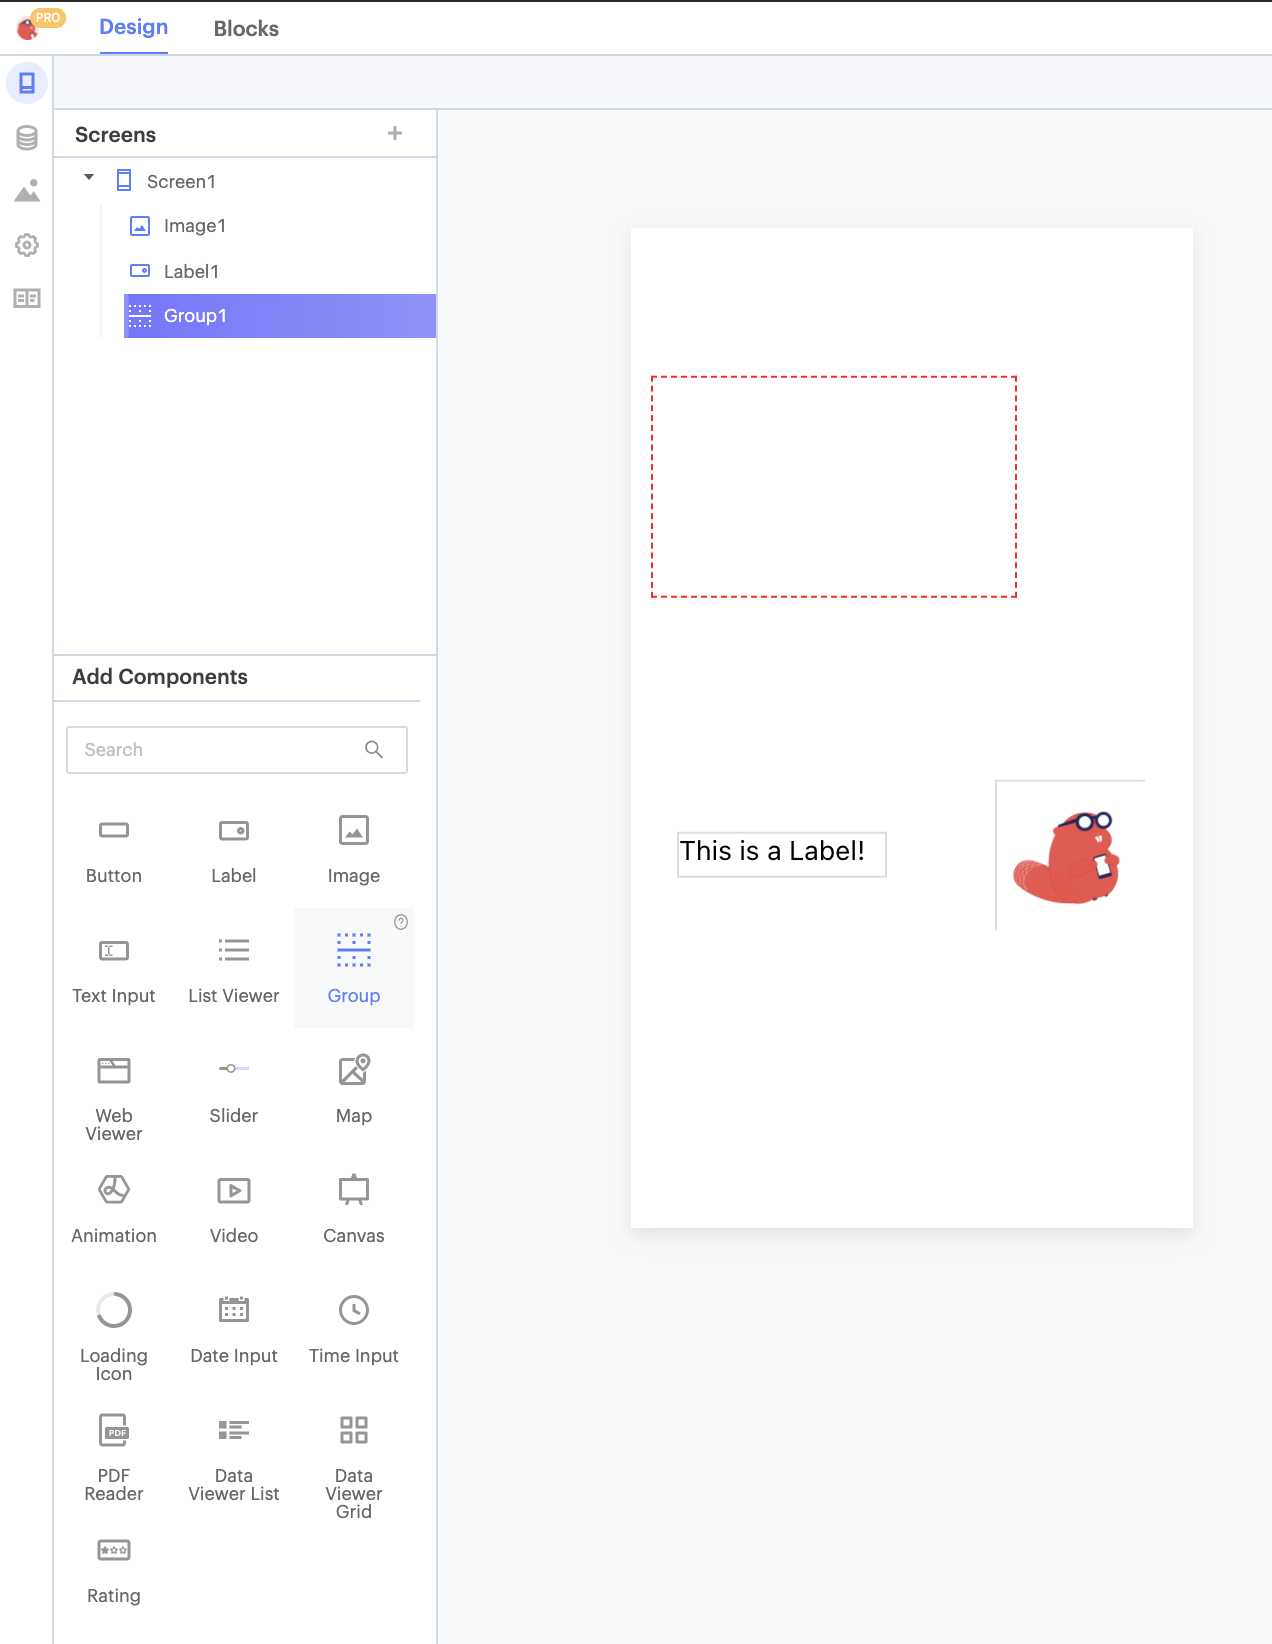 PRO
Design
Blocks
Screens
Screen1
Image1
Label1
Group1
Add Components
Search
Button
Label
Image
Text Input
List Viewer
Group
Web
Viewer
Slider
Map
Animation
Video
Canvas
Loading
Icon
Date Input
Time Input
PDF
PDF
Reader
Data
Viewer List
Data
Viewer
Grid
Rating
This is a Label!